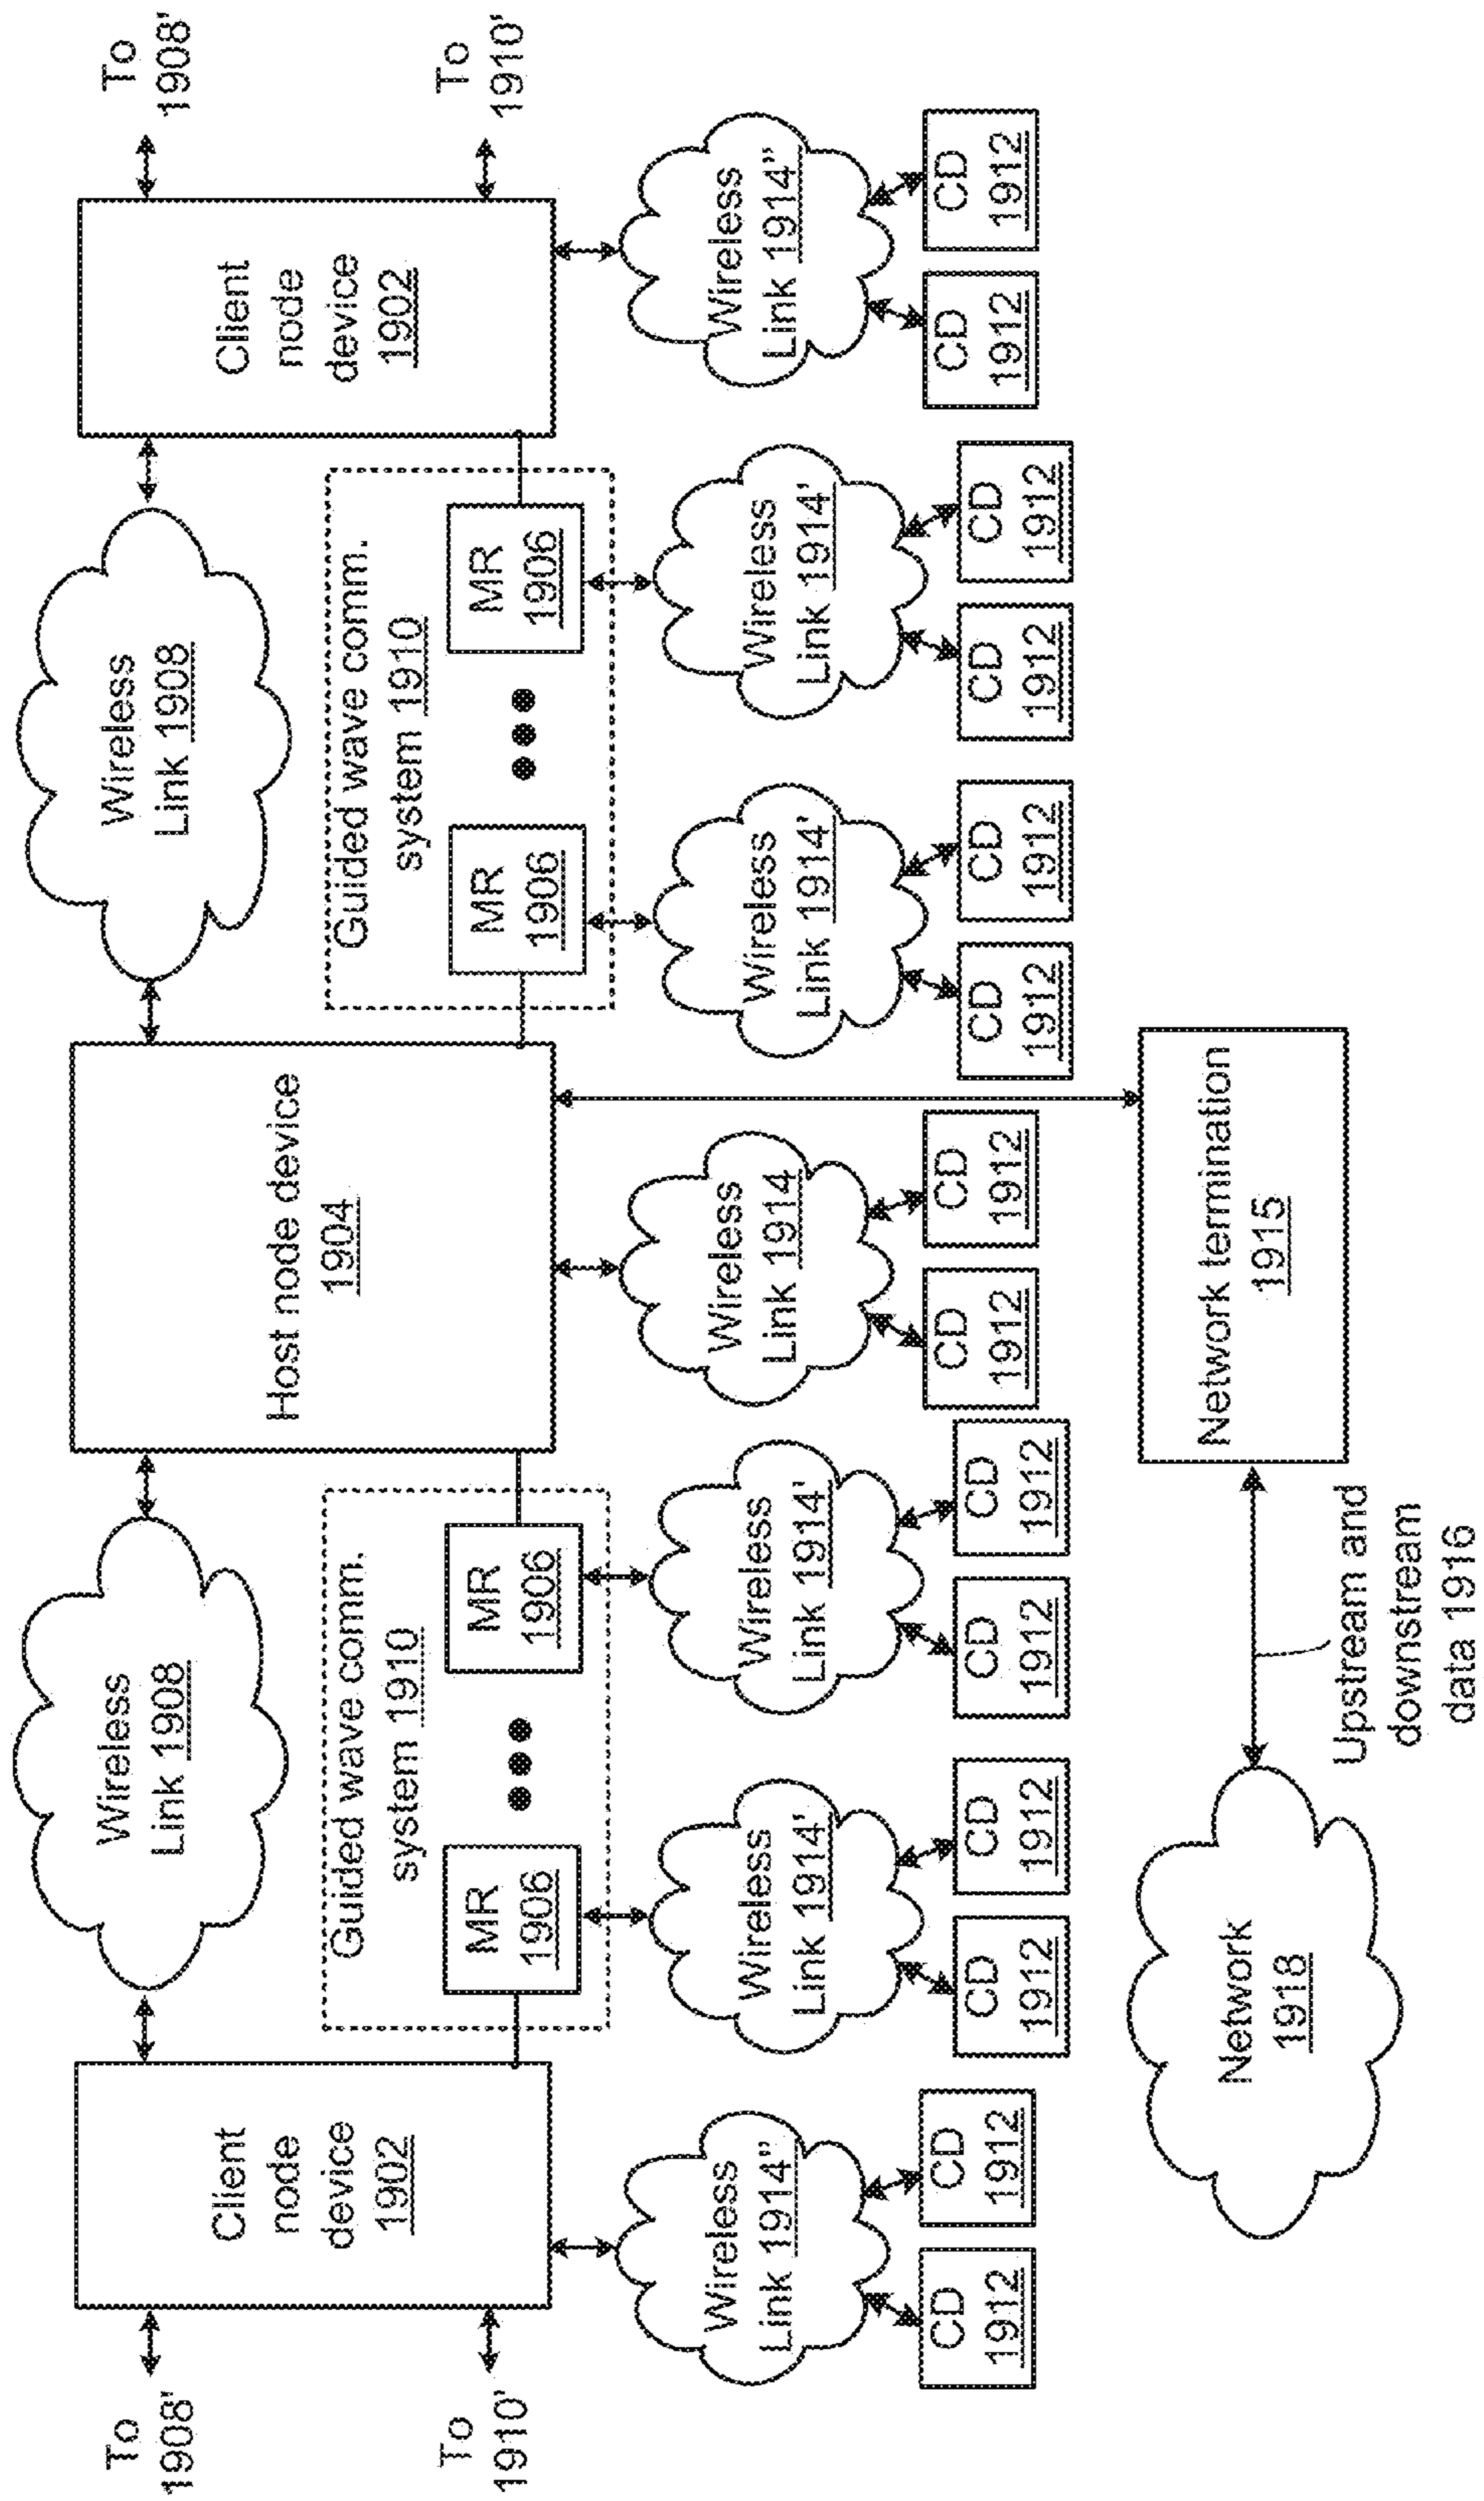 To
1908'
To
1910'
Client
node
device
1902
Wireless
Link 1908
Guided wave comm.
system 1910
MR
1906
MR
1906
Host node device
1904
Wireless
Link 1908
Guided wave comm.
system 1910
MR
1906
MR
1906
Client
node
device
1902
To
1908'
To
1910'
Wireless
Link 1914"
Wireless
Link 1914'
Wireless
Link 1914'
Wireless
Link 1914
Wireless
Link 1914'
Wireless
Link 1914'
Wireless
Link 1914"
CD
1912
CD
1912
CD
1912
CD
1912
CD
1912
CD
1912
CD
1912
CD
1912
CD
1912
CD
1912
CD
1912
CD
1912
CD
1912
CD
1912
Network
1918
Upstream and
downstream
data 1916
Network termination
1915